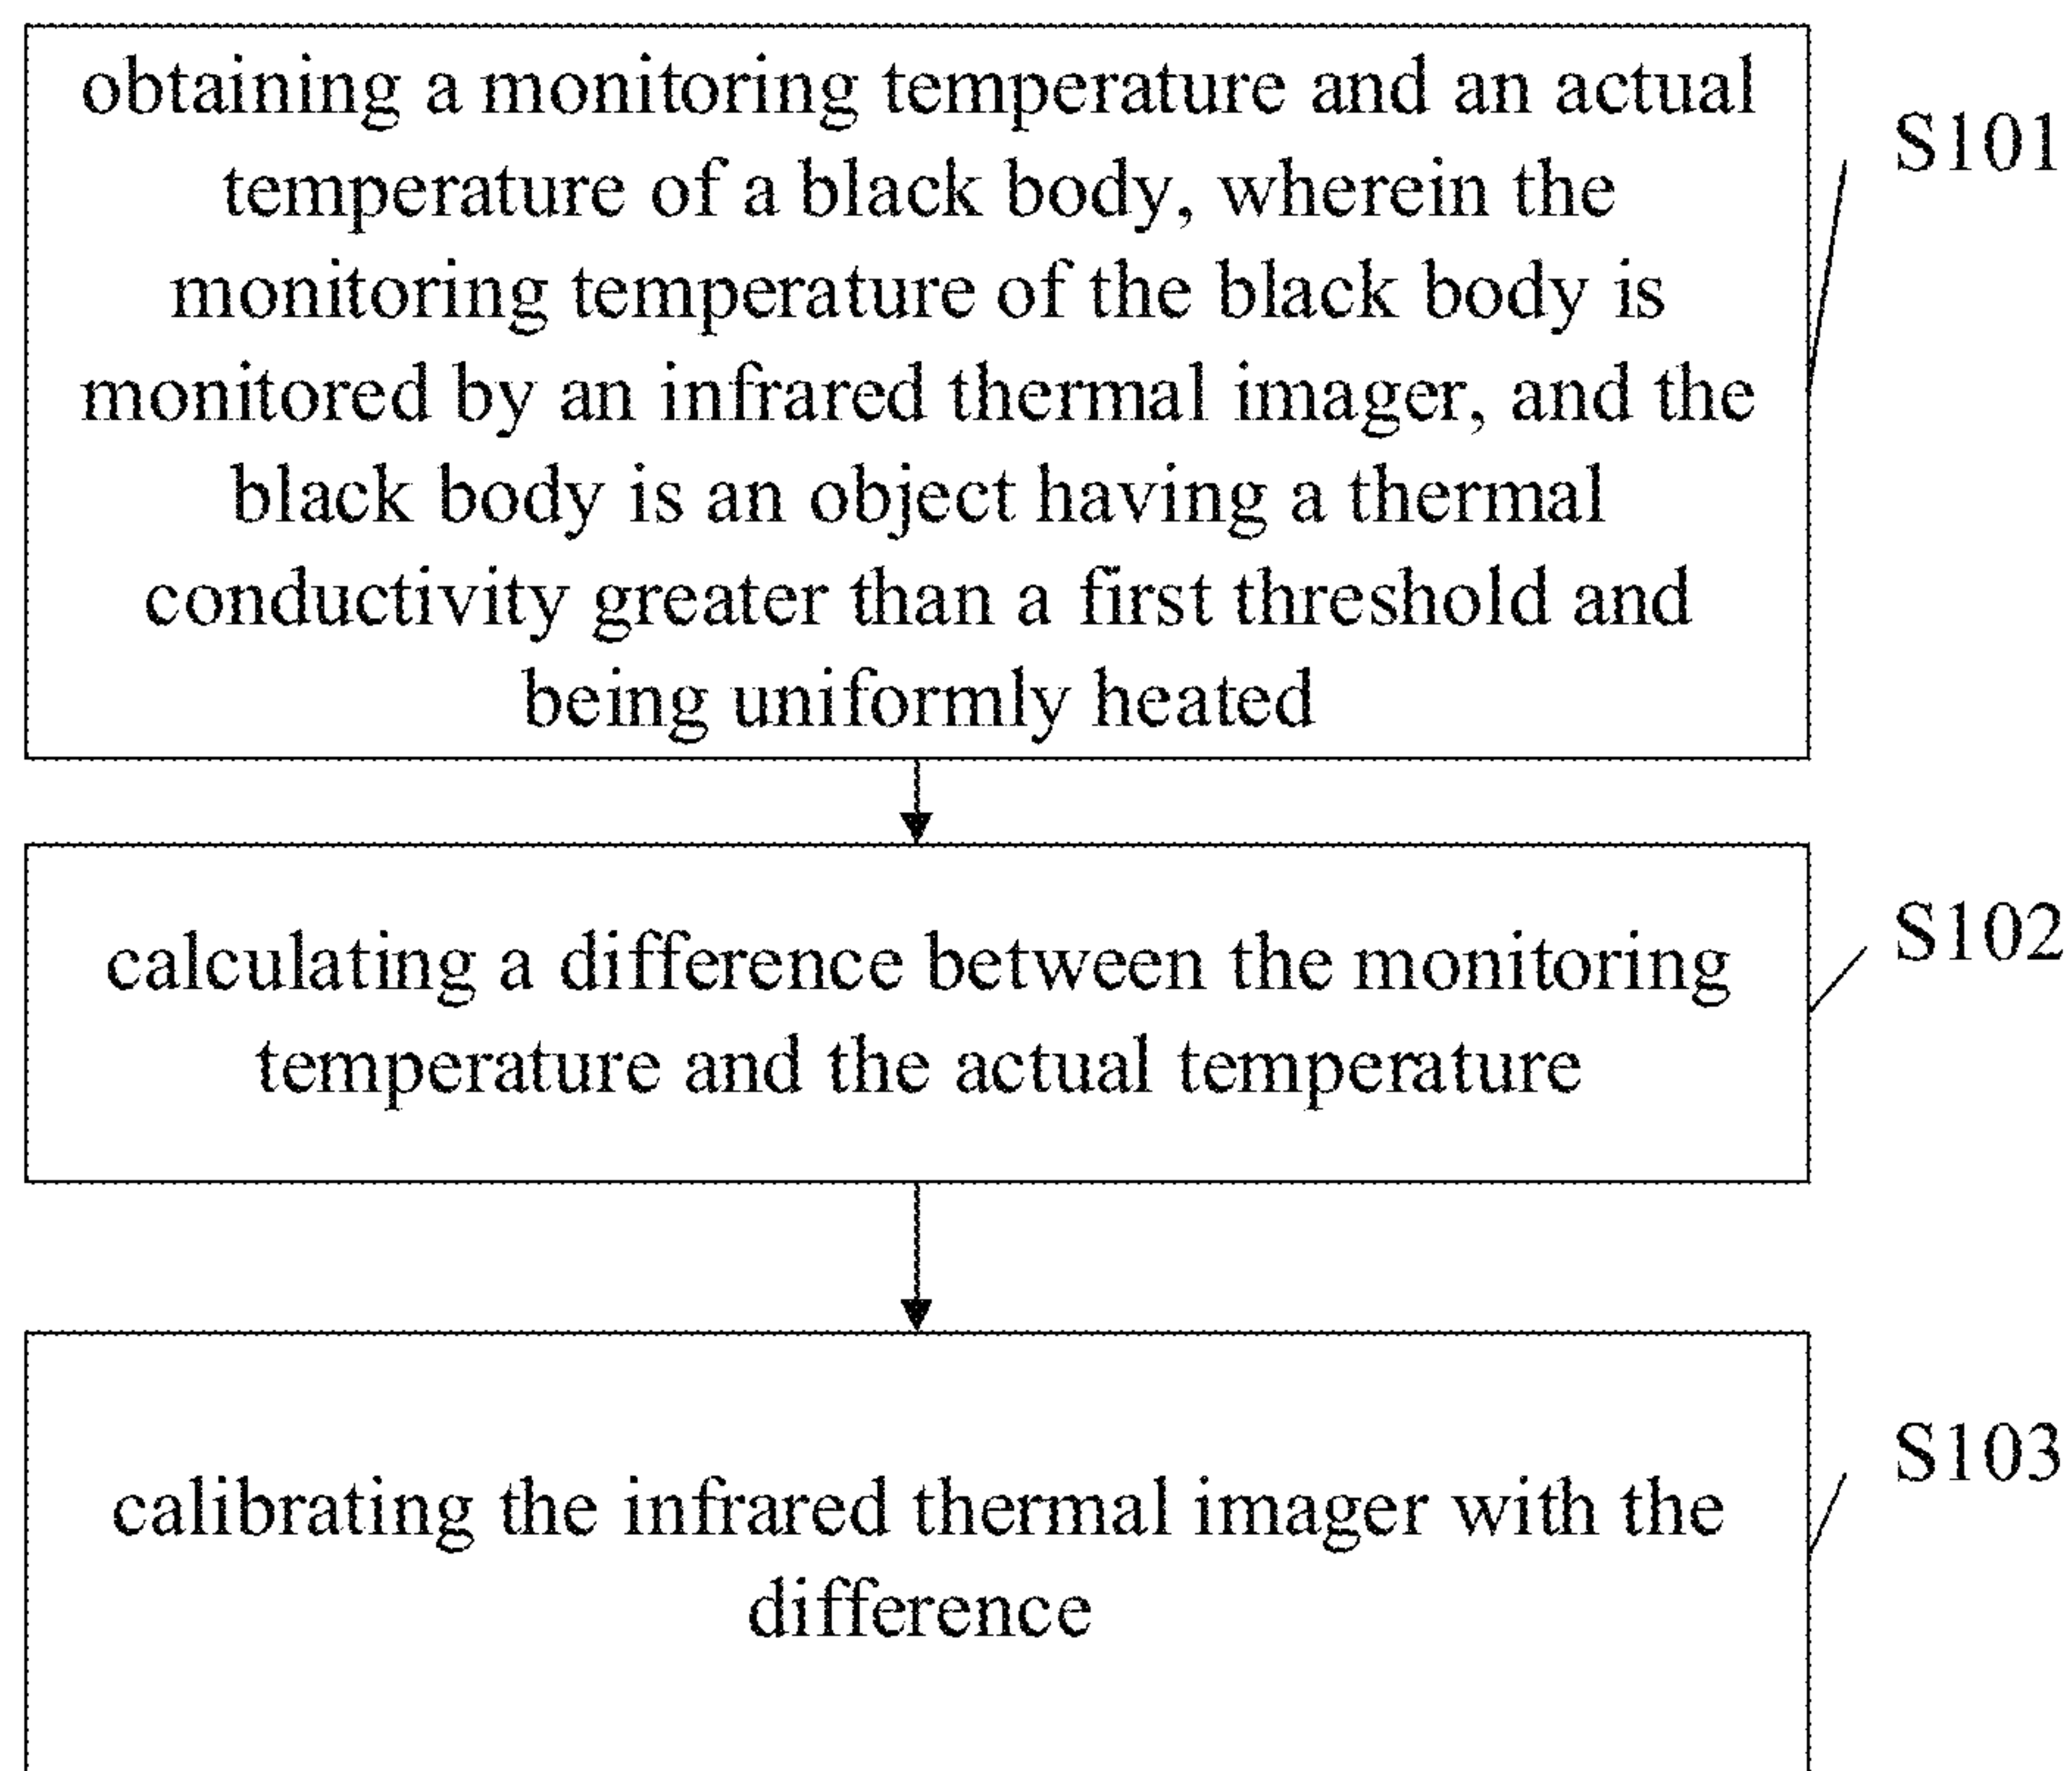 obtaining a monitoring temperature and an actual
temperature of a black body, wherein the
monitoring temperature of the black body is
monitored by an infrared thermal imager, and the
black body is an object having a thermal
conductivity greater than a first threshold and
being uniformly heated
S101
calculating a difference between the monitoring
temperature and the actual temperature
S102
calibrating the infrared thermal imager with the
difference
S103